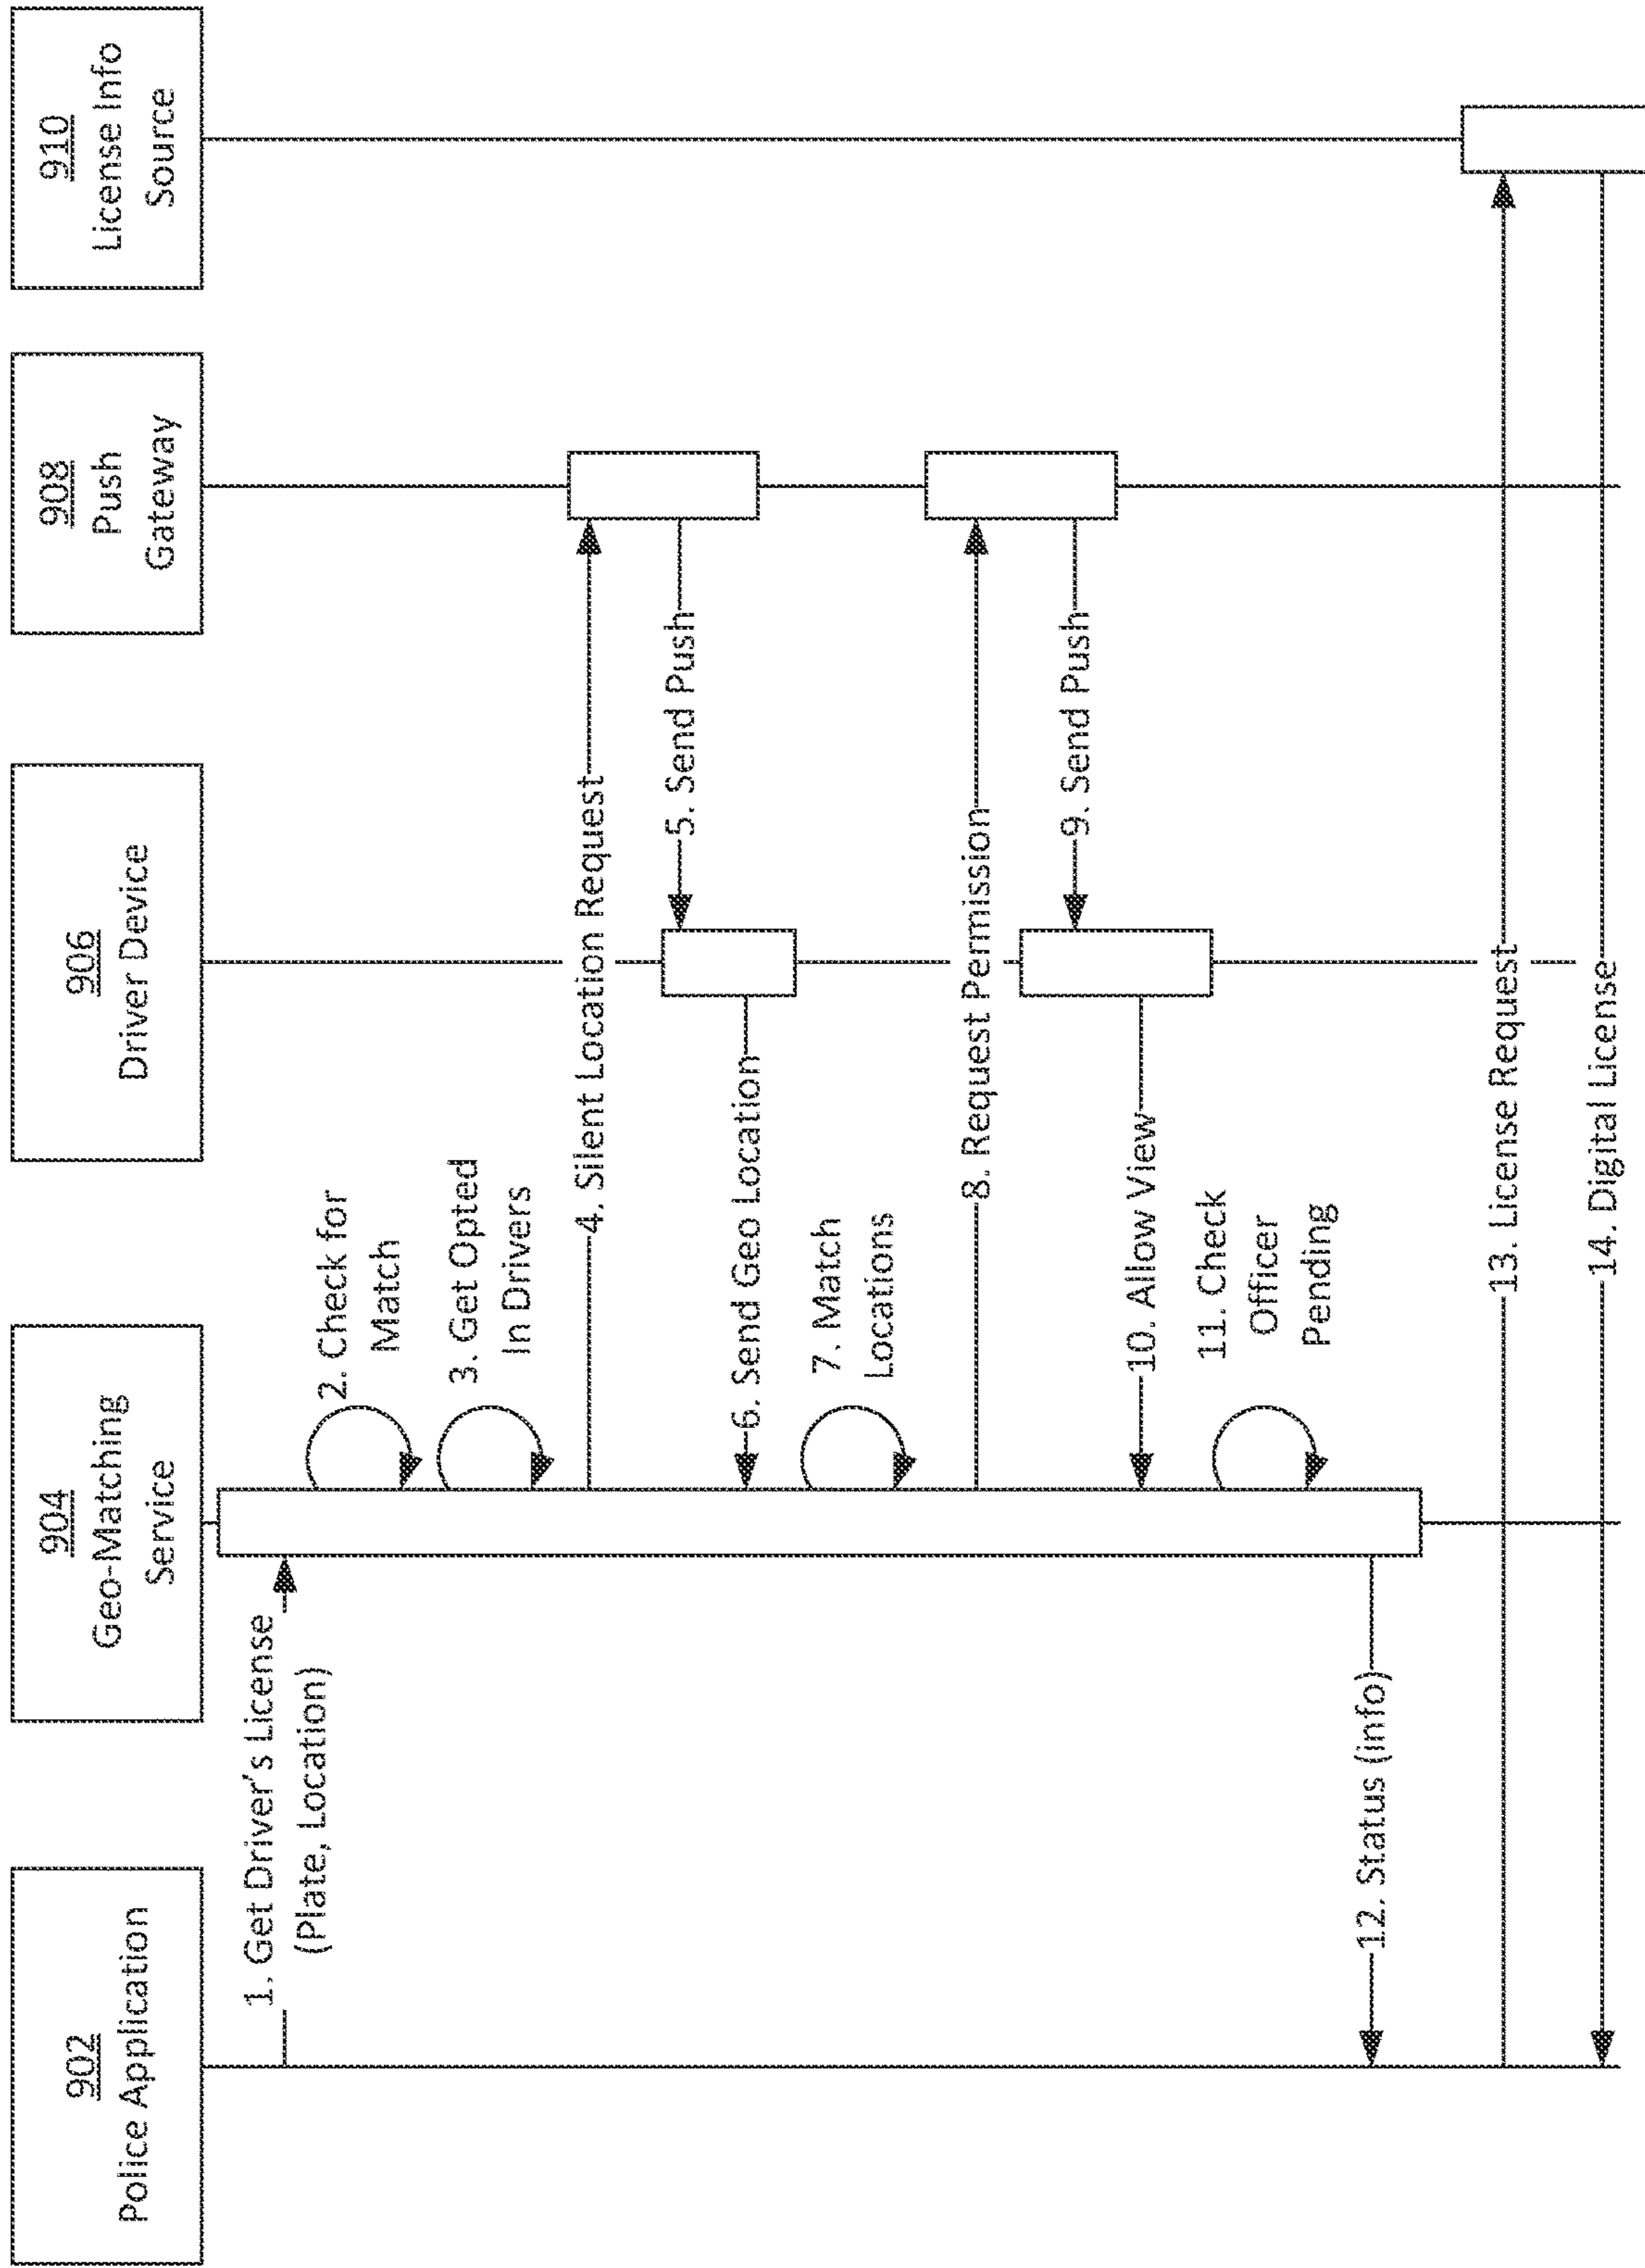 902
Police Application
904
Geo-Matching
Service
906
Driver Device
908
Push
Gateway
910
License Info
Source
1. Get Driver's License
(Plate, Location)
2. Check for
Match
3. Get Opted
In Drivers
4. Silent Location Request
5. Send Push
6. Send Geo Location
7. Match
Locations
8. Request Permission
9. Send Push
10. Allow View
11. Check
Officer
Pending
12. Status (info)
13. License Request
14. Digital License